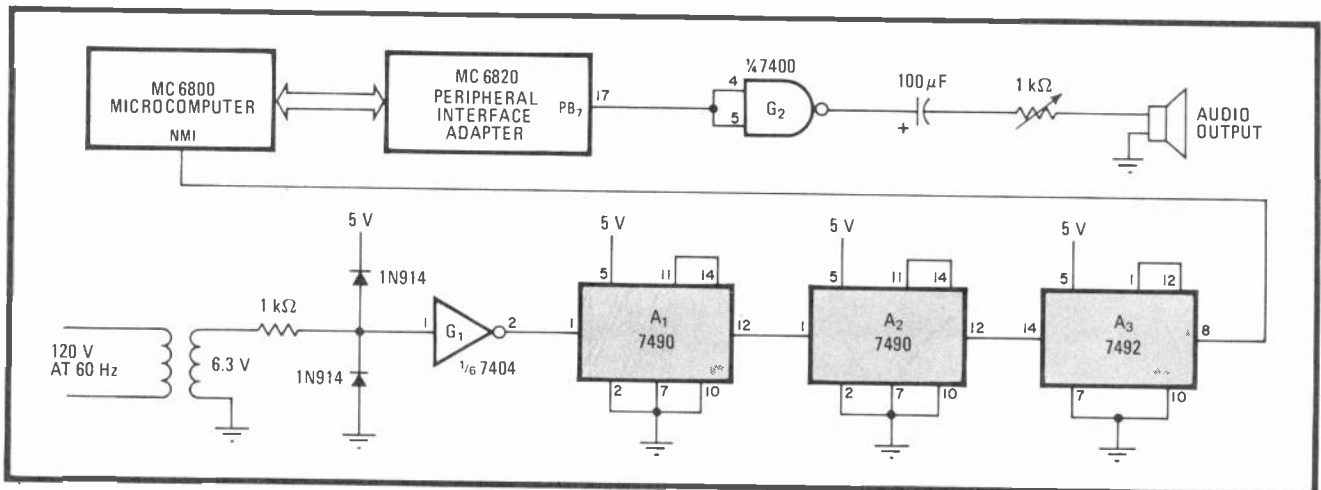 MC6800
MICROCOMPUTER
NMI
MC 6820
PERIPHERAL
INTERFACE
ADAPTER
PB7
17
¼7400
4
5
G2
100 µF
+
1 kΩ
AUDIO
OUTPUT
120 V
AT 60 Hz
6.3 V
1 kΩ
5 V
1N914
1N914
1
G1
2
1/6 7404
5 V
5
11
14
1
A1
7490
12
2
7
10
5 V
5
11
14
1
A2
7490
12
2
7
10
5 V
5
1
12
14
A3
7492
8
7
10